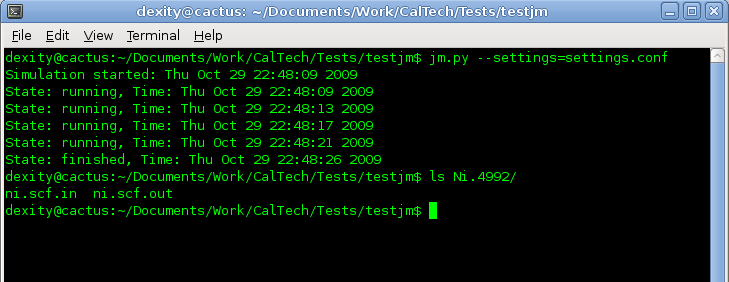 dexity@cactus: ~/Documents/Work/CalTech/Tests/testjm
File Edit View Terminal Help
dexity@cactus:~/Documents/Work/CalTech/Tests/testjm$ jm.py --settings=settings.conf
Simulation started: Thu Oct 29 22:48:09 2009
State: running, Time: Thu Oct 29 22:48:09 2009
State: running, Time: Thu Oct 29 22:48:13 2009
State: running, Time: Thu Oct 29 22:48:17 2009
State: running, Time: Thu Oct 29 22:48:21 2009
State: finished, Time: Thu Oct 29 22:48:26 2009
dexity@cactus:~/Documents/Work/CalTech/Tests/testjm$ ls Ni.4992/
ni.scf.in  ni.scf.out
dexity@cactus:~/Documents/Work/CalTech/Tests/testjm$